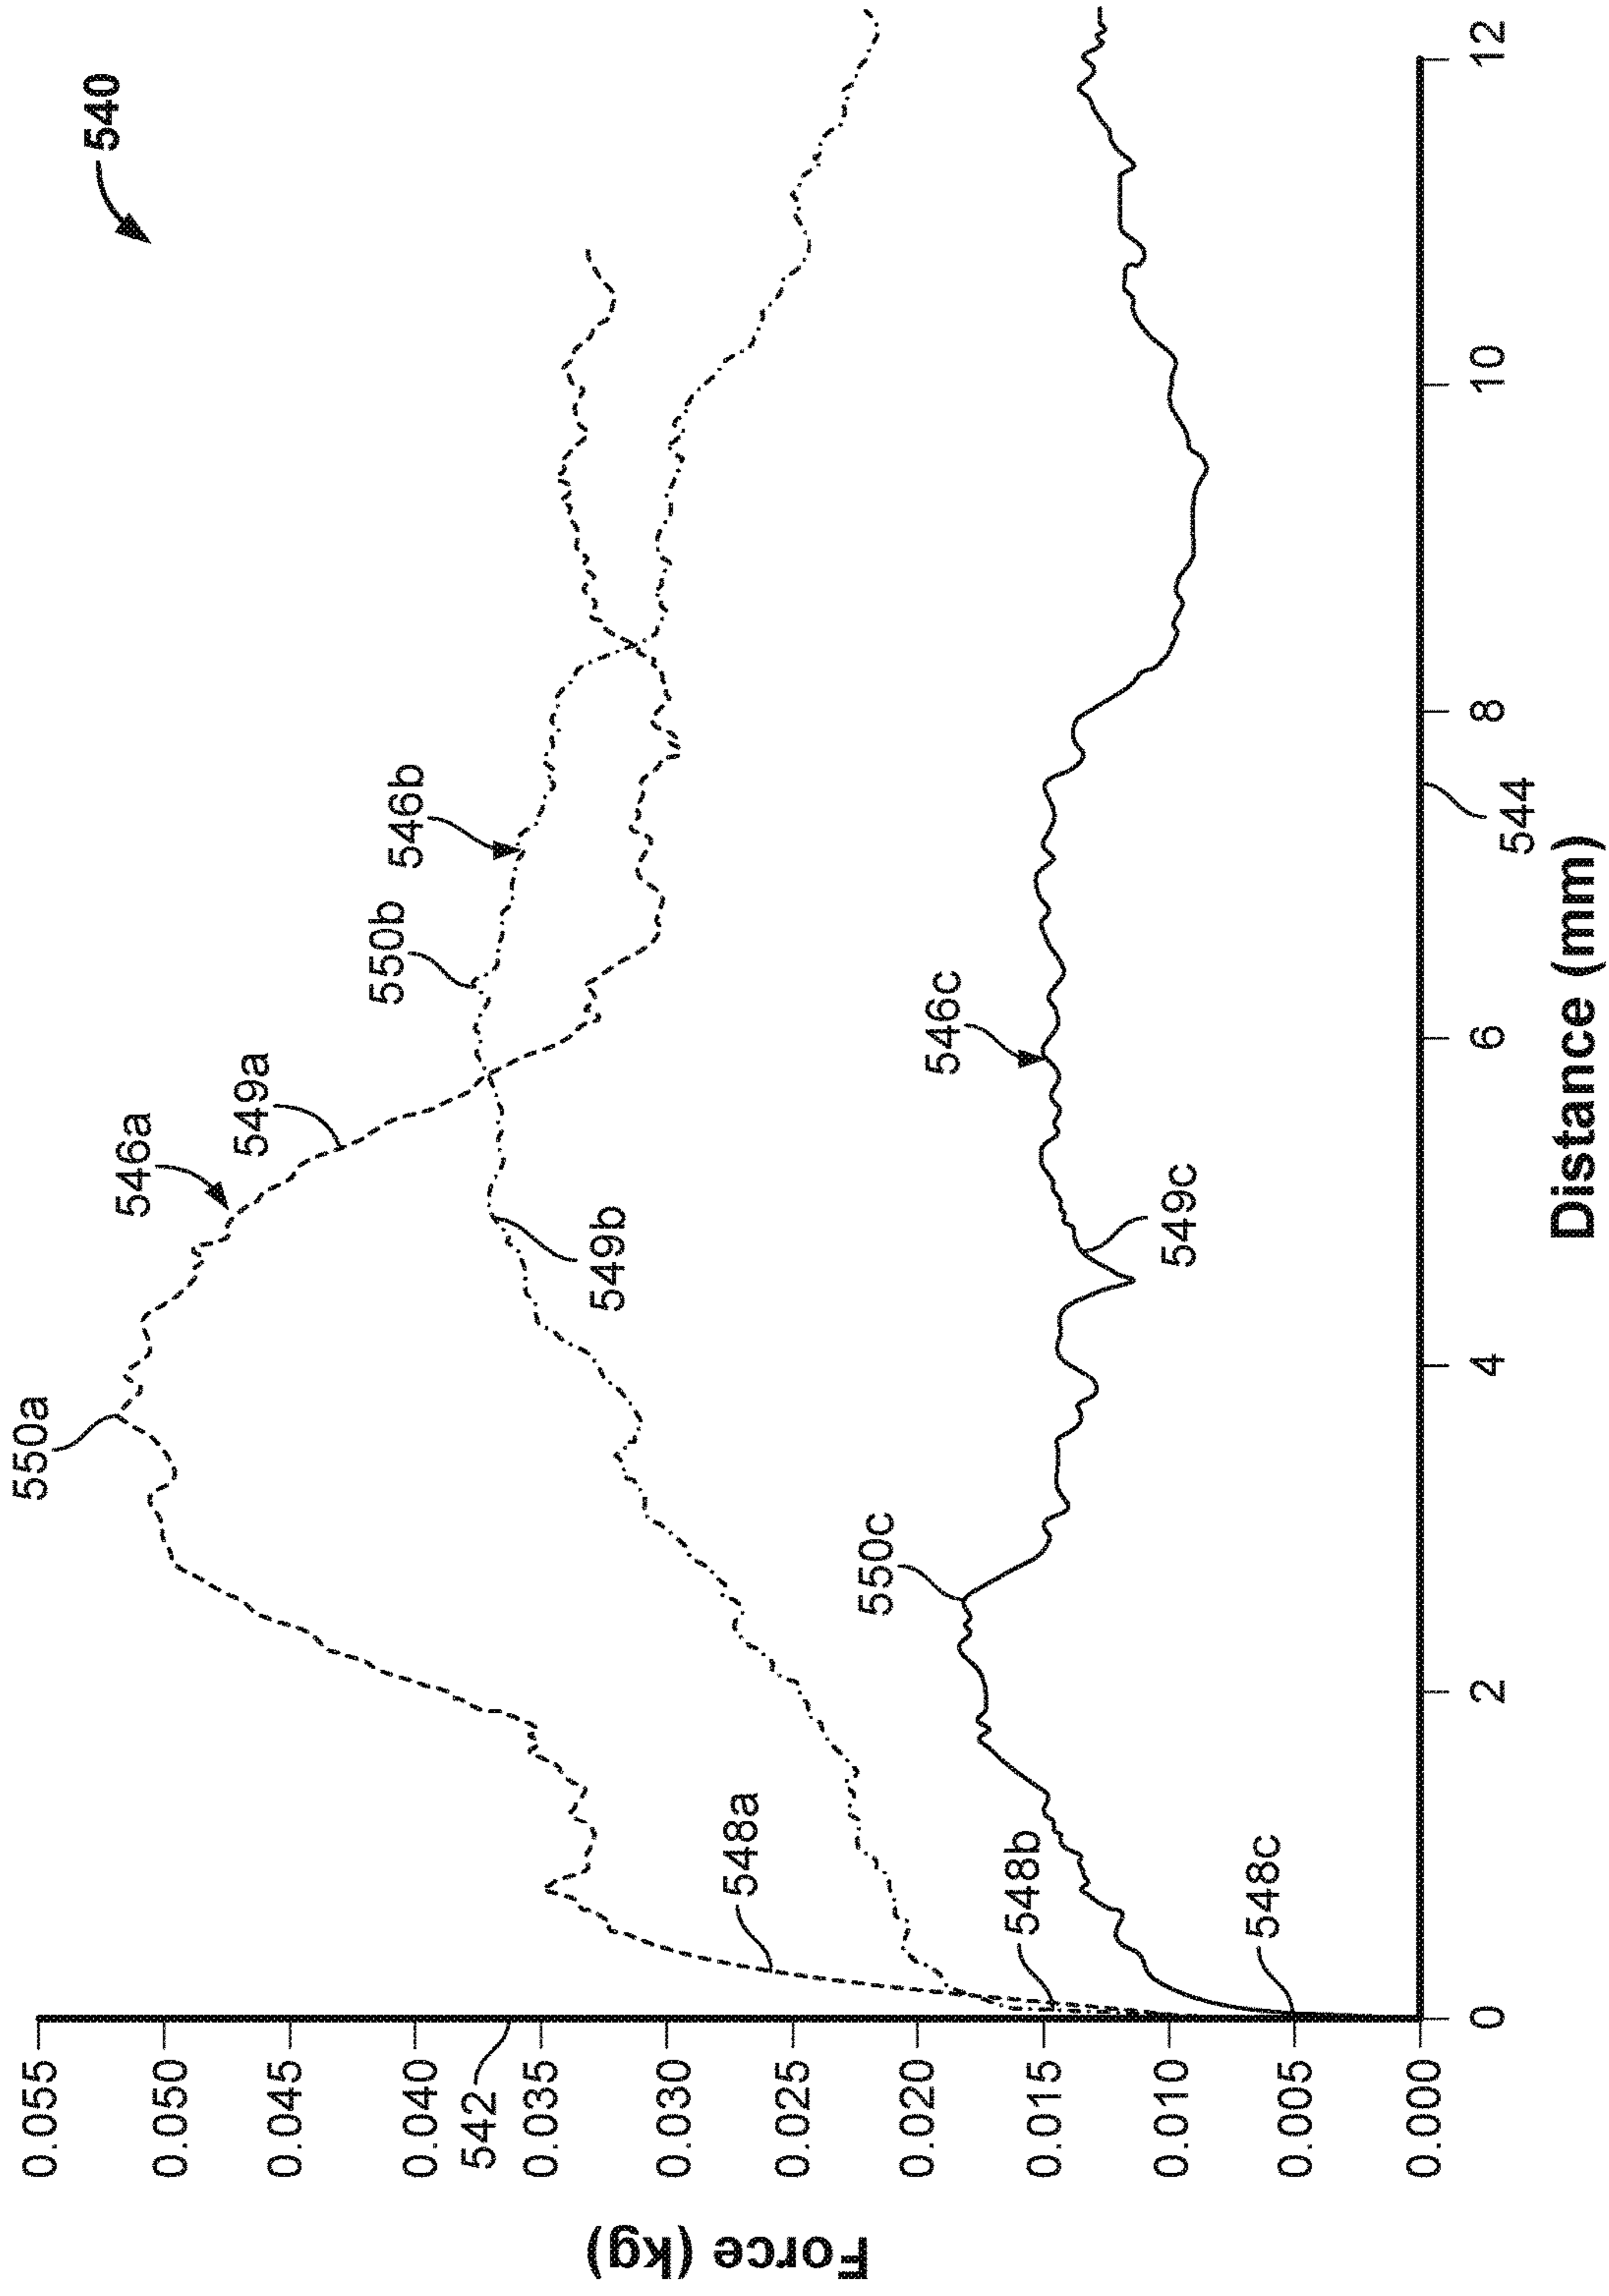 540
550a
546a
549a
550b
546b
549b
550c
546c
549c
548a
548b
548c
Force (kg)
0.055
0.050
0.045
0.040
542
0.035
0.030
0.025
0.020
0.015
0.010
0.005
0.000
0
2
4
6
8
10
12
544
Distance (mm)